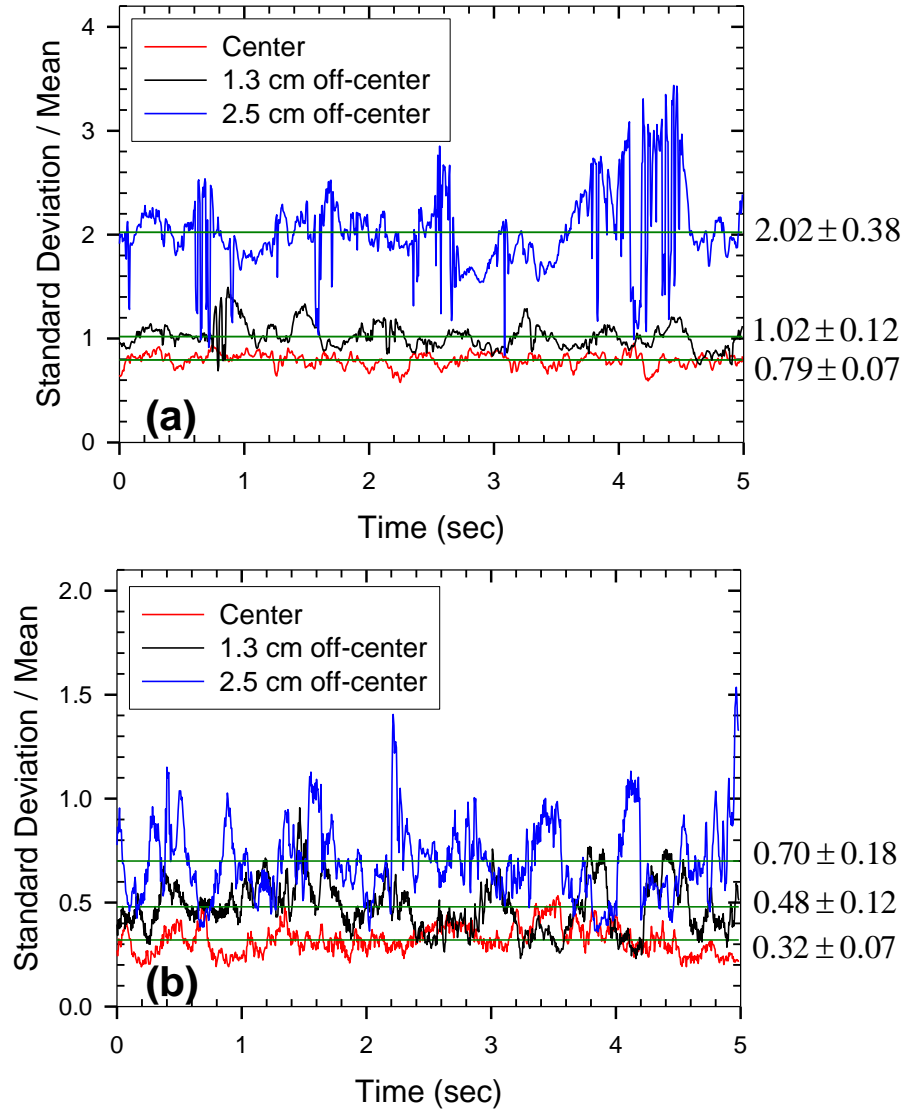 Center
1.3 cm off-center
2.5 cm off-center
4
3
2
1
0
Standard Deviation / Mean
2.02±0.38
1.02±0.12
0.79±0.07
(a)
0 1 2 3 4 5
Time (sec)
Center
1.3 cm off-center
2.5 cm off-center
2.0
1.5
1.0
0.5
0.0
Standard Deviation / Mean
0.70±0.18
0.48±0.12
0.32±0.07
(b)
0 1 2 3 4 5
Time (sec)